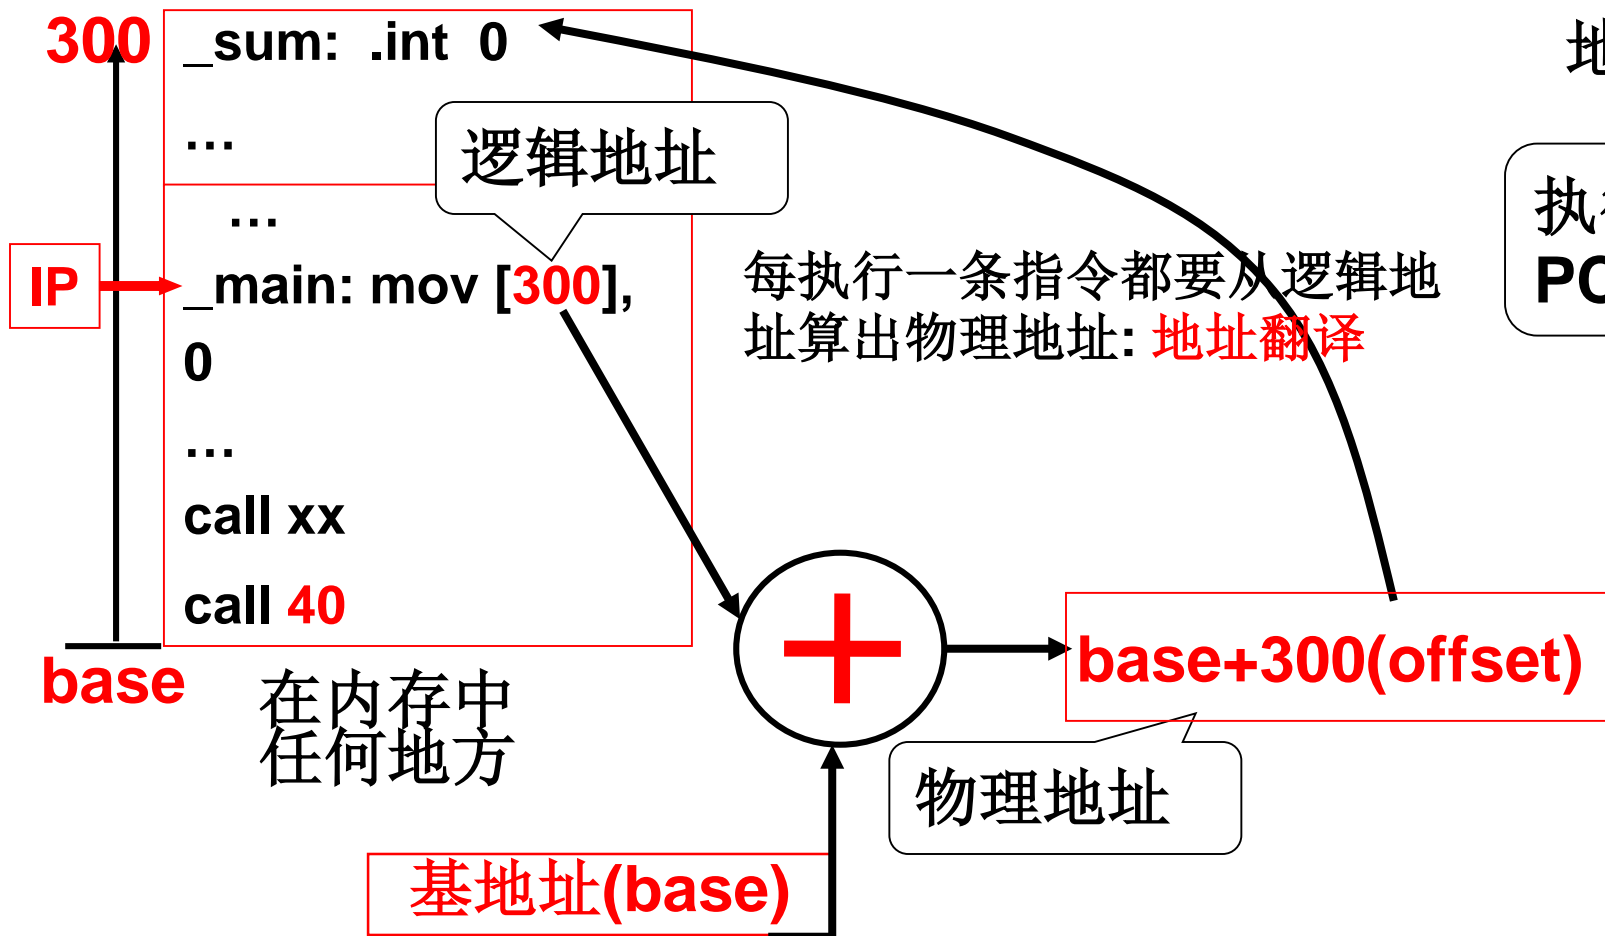 300
_sum: .int 0
…
逻辑地址
…
IP
_main: mov [300],
0
…
call xx
call 40
base
在内存中
任何地方
每执行一条指令都要从逻辑地
址算出物理地址: 地址翻译
+
base+300(offset)
物理地址
基地址(base)
地
执
PC